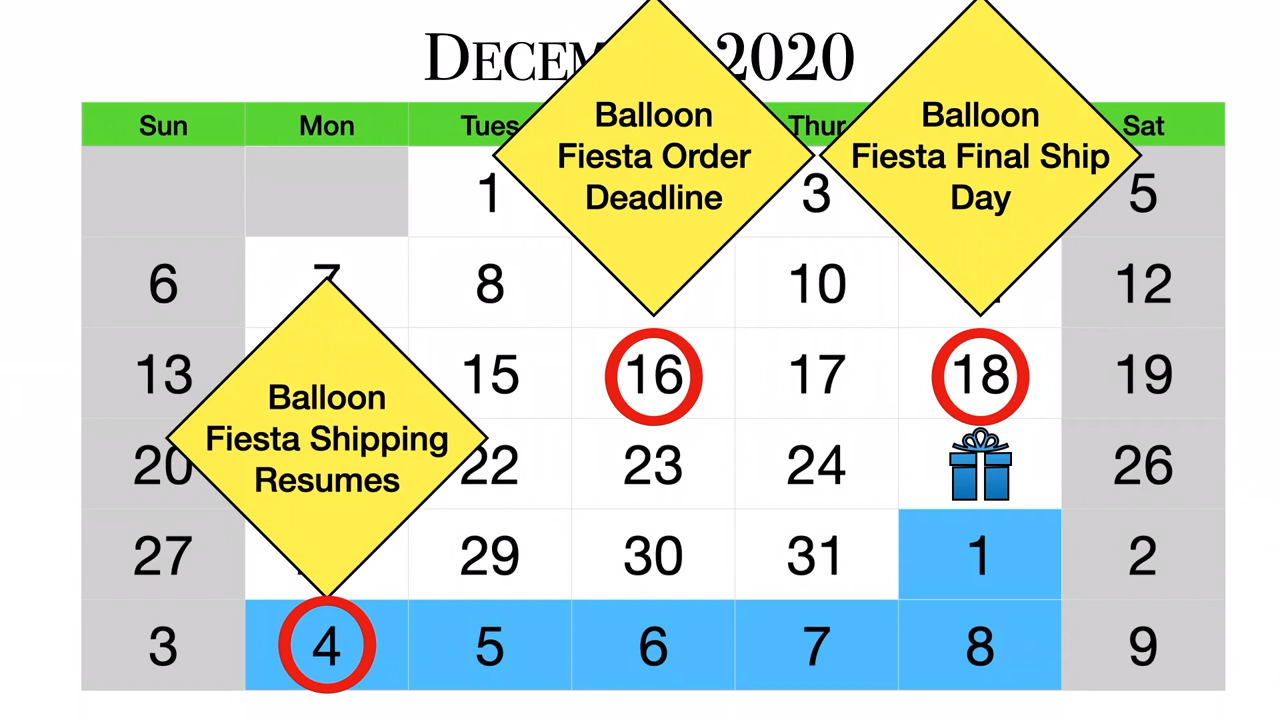 DECEM 2020
Sun Mon Tues Thur Sat
Balloon
Fiesta Order
Deadline
Balloon
Fiesta Final Ship
Day
1 3 5
6 7 8 10 12
13 15 16 17 18 19
Balloon
Fiesta Shipping
Resumes
20 22 23 24 26
27 29 30 31 1 2
3 4 5 6 7 8 9